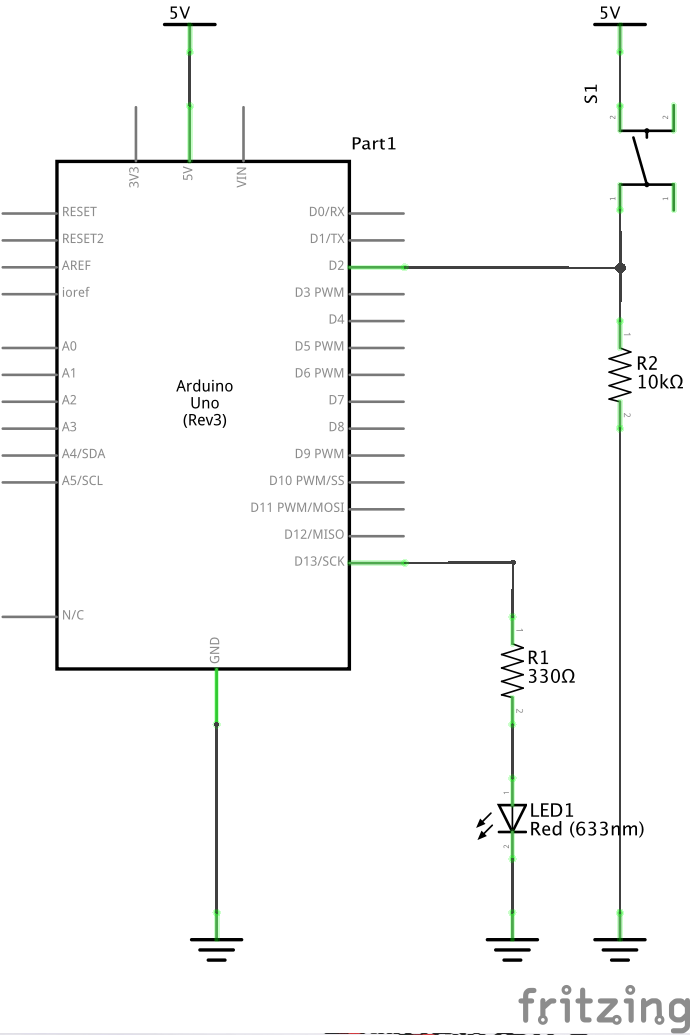 5V
5V
S1
2
2
Part1
3V3
5V
VIN
1
1
RESET
D0/RX
RESET2
D1/TX
AREF
D2
ioref
D3 PWM
D4
1
A0
D5 PWM
R2
A1
D6 PWM
10kΩ
Arduino
Uno
(Rev3)
A2
D7
2
A3
D8
A4/SDA
D9 PWM
A5/SCL
D10 PWM/SS
D11 PWM/MOSI
D12/MISO
D13/SCK
N/C
1
GND
R1
330Ω
2
1
LED1
Red (633nm)
2
fritzing